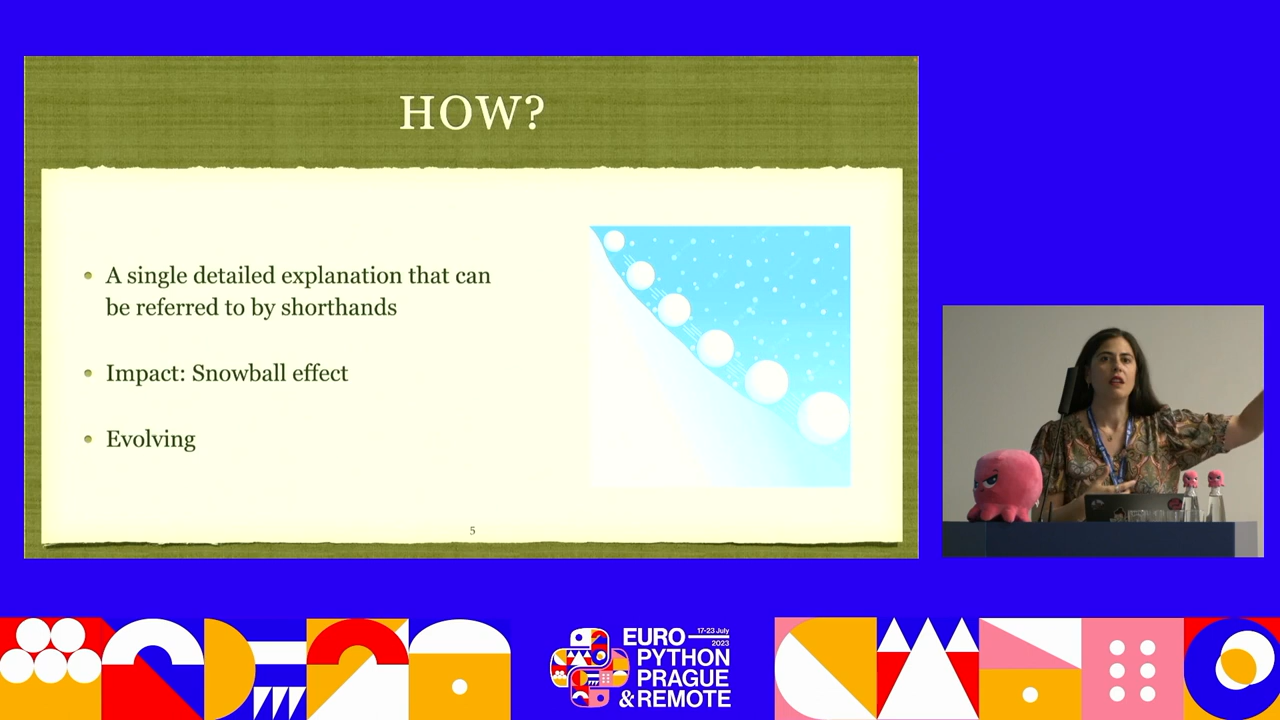 HOW?
A single detailed explanation that can
be referred to by shorthands
Impact: Snowball effect
Evolving
5
EURO 17-23 July
2023
PYTHON
PRAGUE
& REMOTE